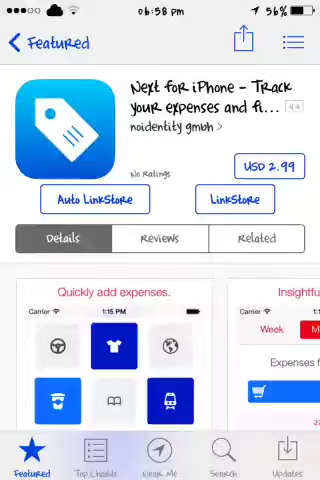 06:58 pm
56%
Featured
Next for iPhone - Track
your expenses and fi...
4+
noidentity gmbh >
No Ratings
USD 2.99
Auto LinkStore
LinkStore
Details
Reviews
Related
Quickly add expenses.
Carrier
1:15 PM
Insightfu
Carrier
1:1
Week
M
Expenses f
Featured
Top Charts
Near Me
Search
Updates